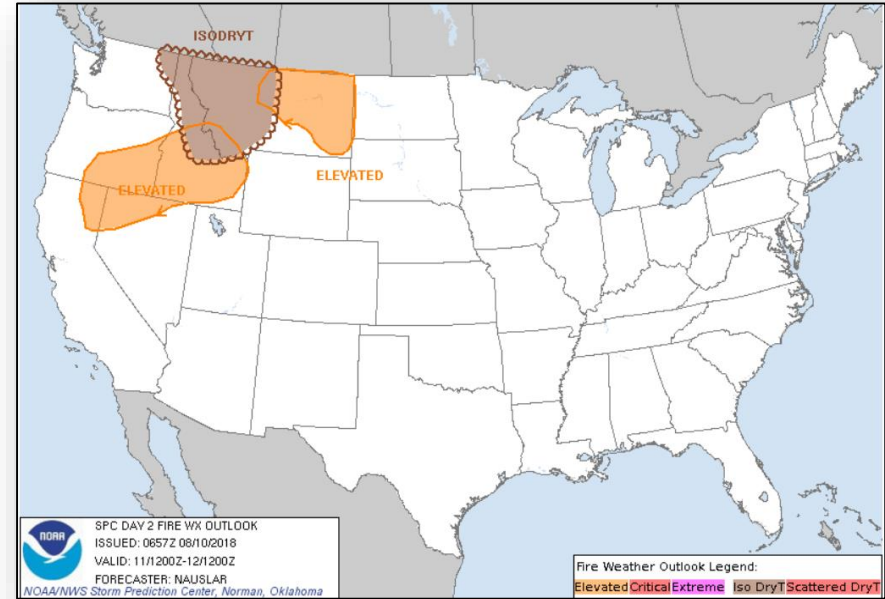 ISODRYT
ELEVATED
ELEVATED
NOAA
SPC DAY 2 FIRE WX OUTLOOK
ISSUED: 0657Z 08/10/2018
VALID: 11/1200Z-12/1200Z
FORECASTER: NAUSLAR
NOAA/NWS Storm Prediction Center, Norman, Oklahoma
Fire Weather Outlook Legend:
Elevated Critical Extreme Iso DryT Scattered DryT